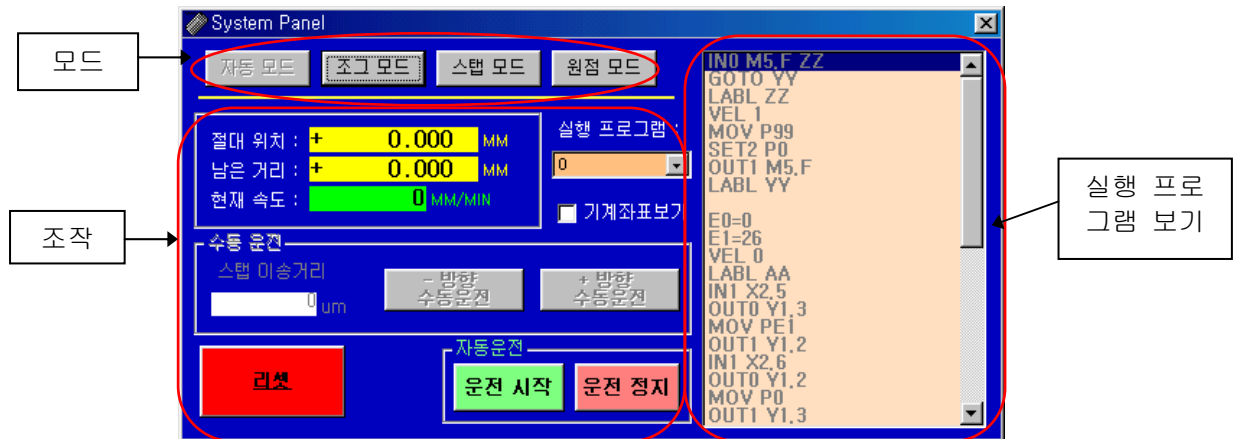 System Panel
모드
자동 모드
조그 모드
스탭 모드
원점 모드
절대 위치 : + 0.000 MM
남은 거리 : + 0.000 MM
현재 속도 : 0 MM/MIN
실행 프로그램 :
0
기계좌표보기
조작
수동 운전
스탭 이송거리
0 um
- 방향
수동운전
+ 방향
수동운전
리셋
자동운전
운전 시작
운전 정지
IN0 M5,F ZZ
GOTO YY
LABL ZZ
VEL 1
MOV P99
SET2 P0
OUT1 M5,F
LABL YY
E0=0
E1=26
VEL 0
LABL AA
IN1 X2,5
OUT0 Y1,3
MOV PE1
OUT1 Y1,2
IN1 X2,6
OUT0 Y1,2
MOV P0
OUT1 Y1,3
실행 프로
그램 보기